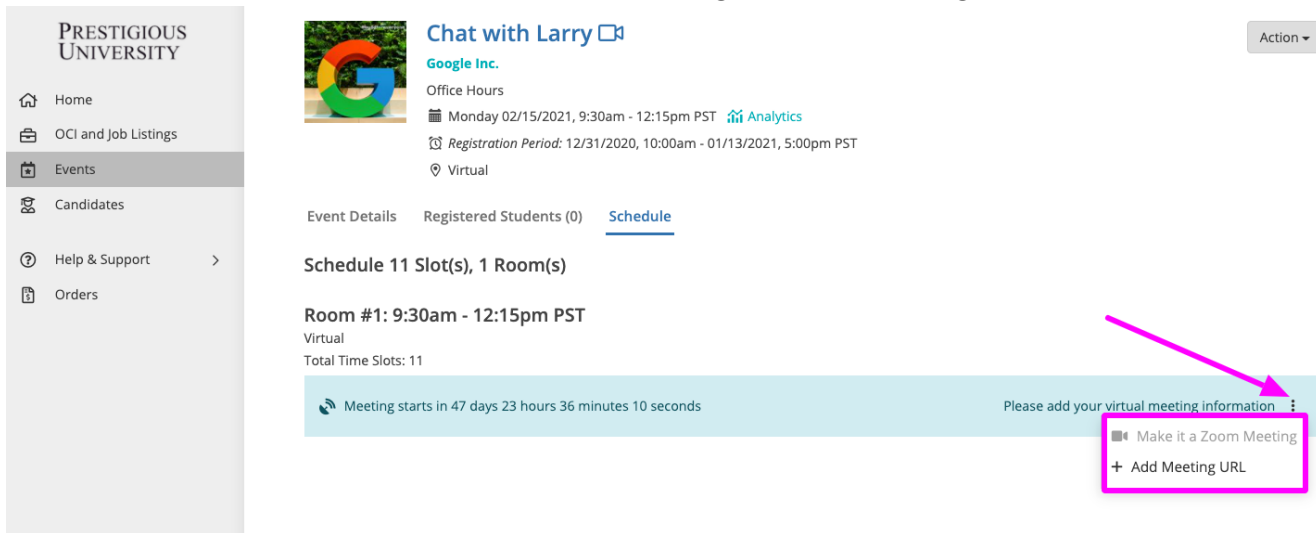 PRESTIGIOUS
UNIVERSITY
Home
OCI and Job Listings
Events
Candidates
Help & Support
Orders
Chat with Larry
Google Inc.
Office Hours
Monday 02/15/2021, 9:30am - 12:15pm PST Analytics
Registration Period: 12/31/2020, 10:00am - 01/13/2021, 5:00pm PST
Virtual
Action
Event Details Registered Students (0) Schedule
Schedule 11 Slot(s), 1 Room(s)
Room #1: 9:30am - 12:15pm PST
Virtual
Total Time Slots: 11
Meeting starts in 47 days 23 hours 36 minutes 10 seconds Please add your virtual meeting information
Make it a Zoom Meeting
+ Add Meeting URL